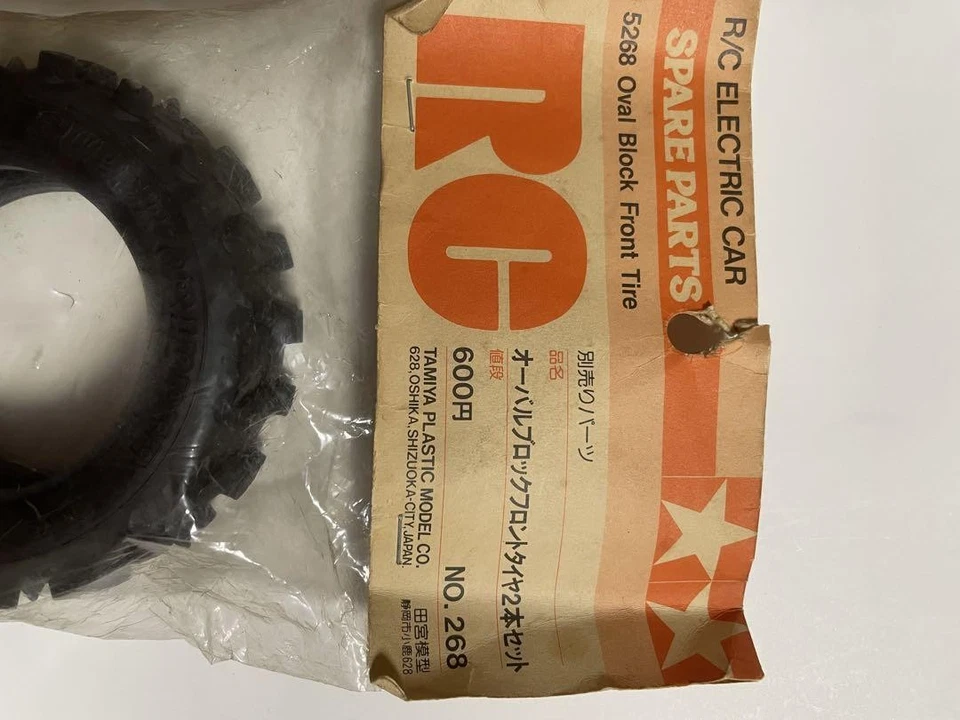 R/C ELECTRIC CAR
SPARE PARTS
5268 Oval Block Front Tire
RC
別売りパーツ
品名
オーバルブロックフロントタイヤ2本セット
値段
600円
NO. 268
TAMIYA PLASTIC MODEL CO.
628, OSHIKA, SHIZUOKA-CITY, JAPAN.
田宮模型
静岡市小鹿628